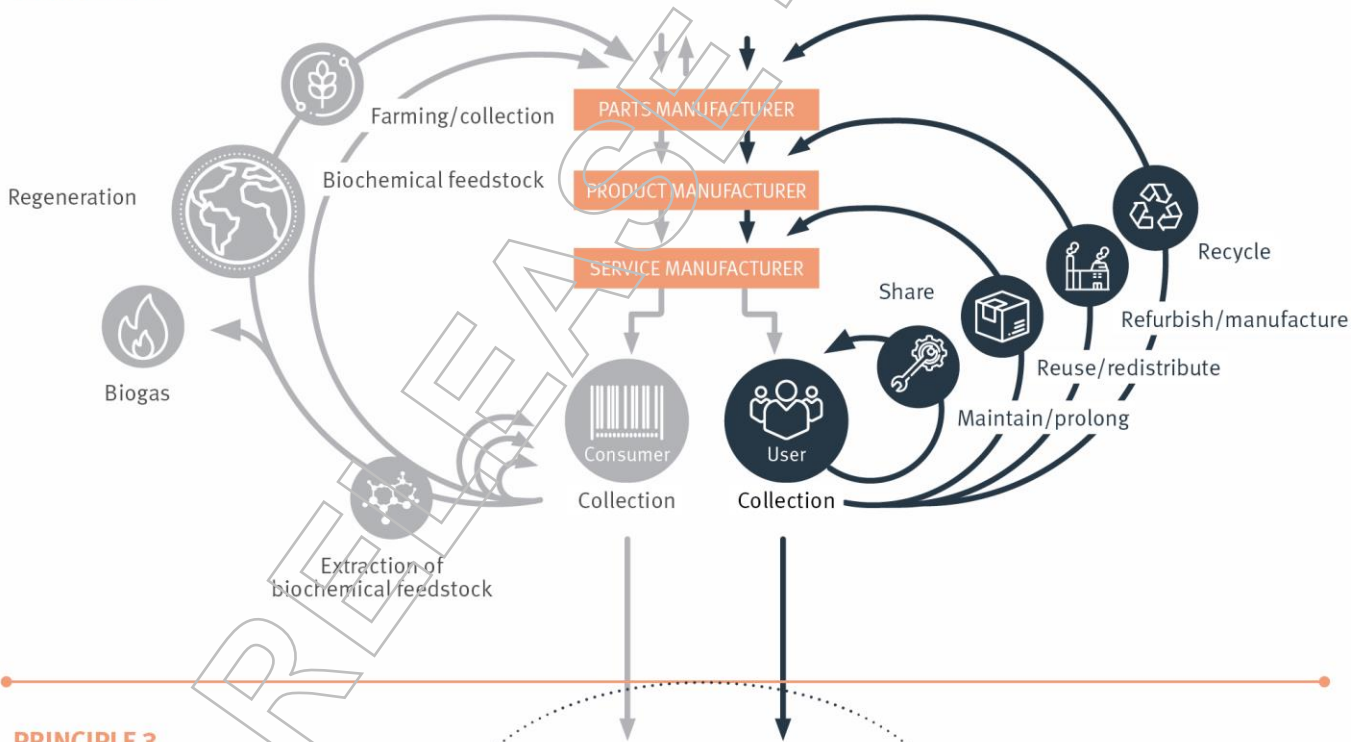 Farming/collection
PARTS MANUFACTURER
Biochemical feedstock
PRODUCT MANUFACTURER
Regeneration
SERVICE MANUFACTURER
Recycle
Share
Refurbish/manufacture
Reuse/redistribute
Biogas
Maintain/prolong
Consumer
User
Collection
Collection
Extraction of
biochemical feedstock
PRINCIPLE 3
RELEASE